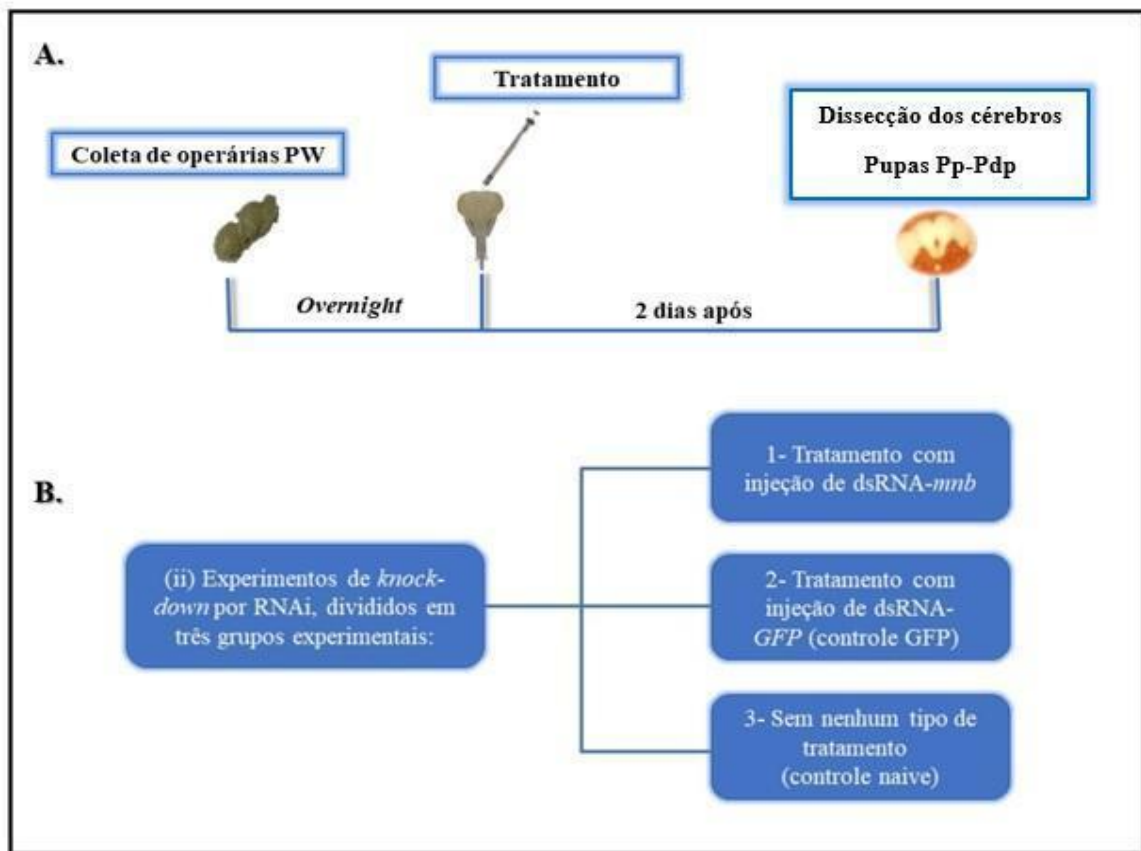 A.
Tratamento
Coleta de operárias PW
Dissecção dos cérebros
Pupas Pp-Pdp
Overnight
2 dias após
B.
(ii) Experimentos de knock-
down por RNAi, divididos em
três grupos experimentais:
1- Tratamento com
injeção de dsRNA-mnb
2- Tratamento com
injeção de dsRNA-
GFP (controle GFP)
3- Sem nenhum tipo de
tratamento
(controle naive)